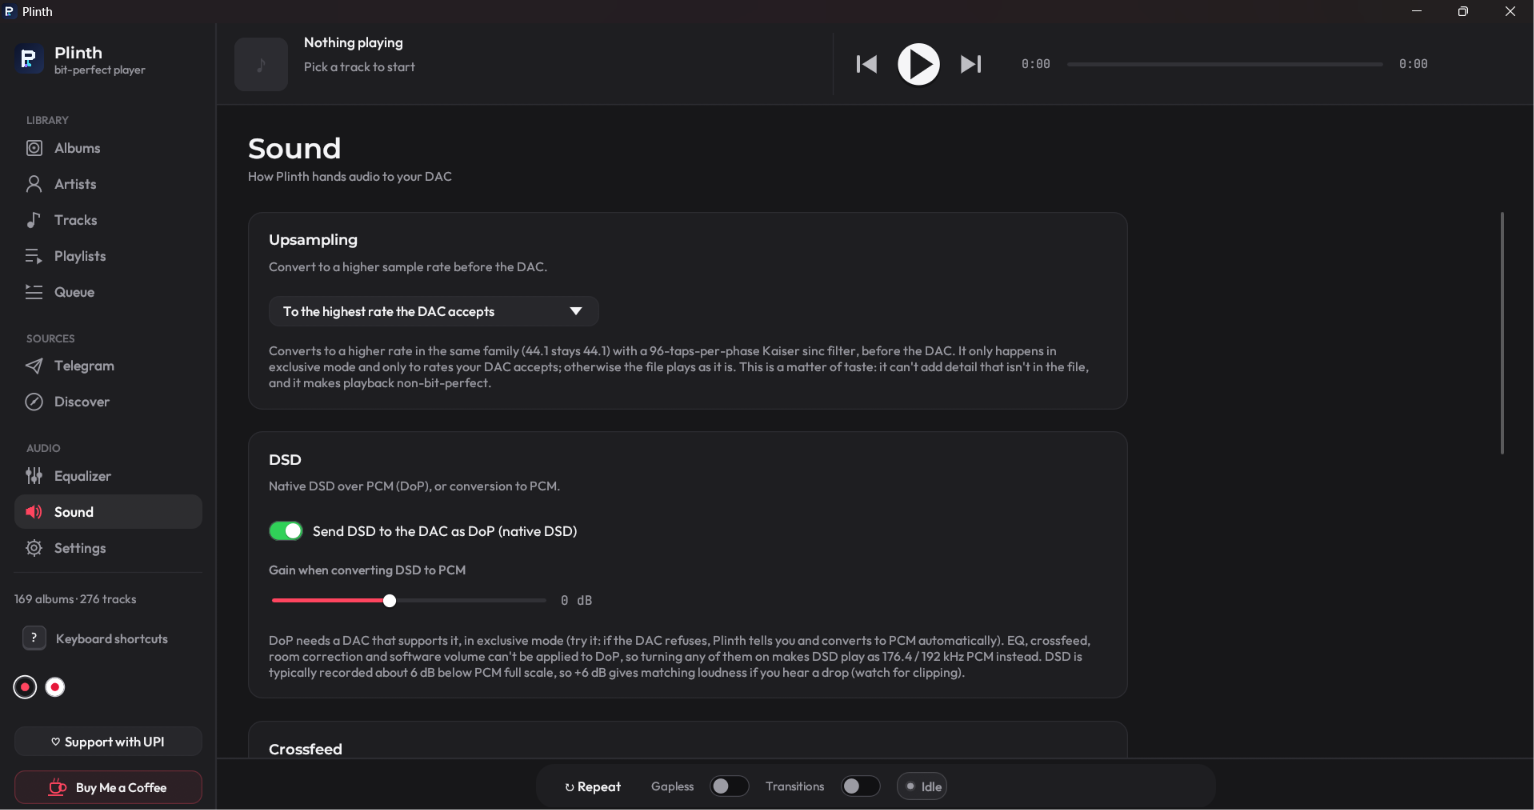 Plinth
Plinth
bit-perfect player
Nothing playing
Pick a track to start
0:00
0:00
LIBRARY
Albums
Artists
Tracks
Playlists
Queue
SOURCES
Telegram
Discover
AUDIO
Equalizer
Sound
Settings
169 albums · 276 tracks
? Keyboard shortcuts
Support with UPI
Buy Me a Coffee
Sound
How Plinth hands audio to your DAC
Upsampling
Convert to a higher sample rate before the DAC.
To the highest rate the DAC accepts
Converts to a higher rate in the same family (44.1 stays 44.1) with a 96-taps-per-phase Kaiser sinc filter, before the DAC. It only happens in
exclusive mode and only to rates your DAC accepts; otherwise the file plays as it is. This is a matter of taste: it can't add detail that isn't in the file,
and it makes playback non-bit-perfect.
DSD
Native DSD over PCM (DoP), or conversion to PCM.
Send DSD to the DAC as DoP (native DSD)
Gain when converting DSD to PCM
0 dB
DoP needs a DAC that supports it, in exclusive mode (try it: if the DAC refuses, Plinth tells you and converts to PCM automatically). EQ, crossfeed,
room correction and software volume can't be applied to DoP, so turning any of them on makes DSD play as 176.4 / 192 kHz PCM instead. DSD is
typically recorded about 6 dB below PCM full scale, so +6 dB gives matching loudness if you hear a drop (watch for clipping).
Crossfeed
Repeat
Gapless
Transitions
Idle